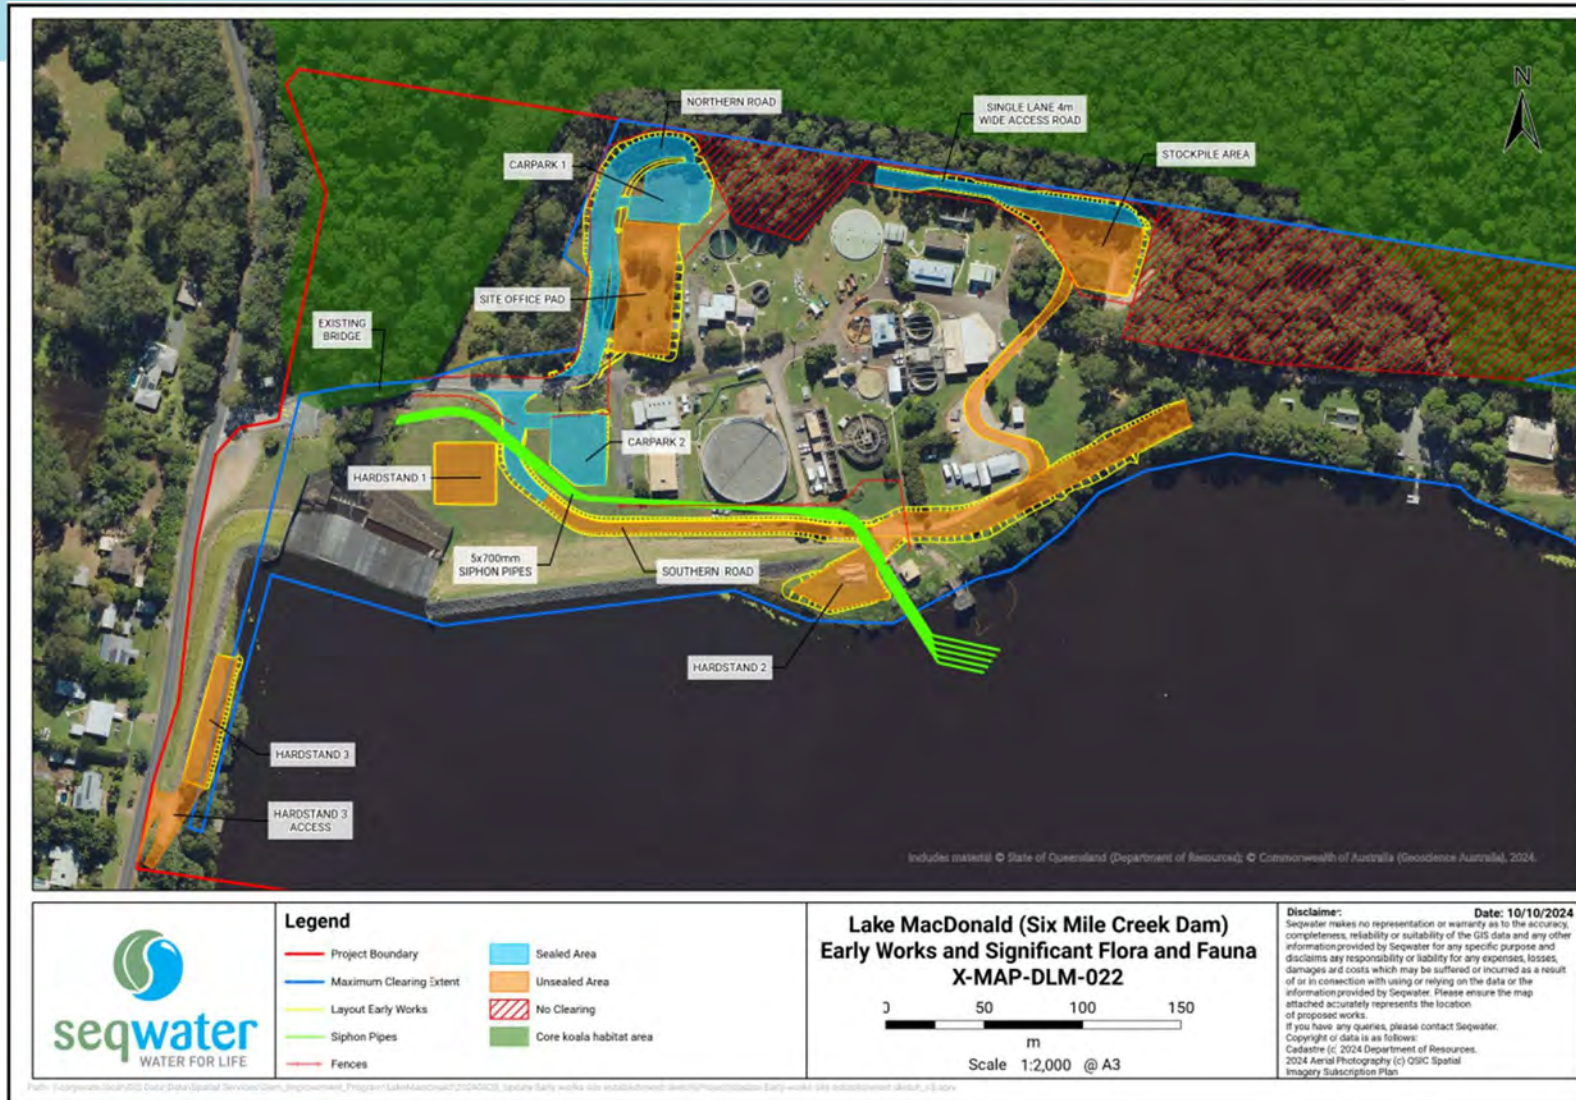 N
NORTHERN ROAD
SINGLE LANE 4m
WIDE ACCESS ROAD
CARPARK 1
STOCKPILE AREA
SITE OFFICE PAD
EXISTING
BRIDGE
CARPARK 2
HARDSTAND 1
5x700mm
SIPHON PIPES
SOUTHERN ROAD
HARDSTAND 2
HARDSTAND 3
HARDSTAND 3
ACCESS
Includes material © State of Queensland (Department of Resources); © Commonwealth of Australia (Geoscience Australia), 2024.
seqwater
WATER FOR LIFE
Legend
Project Boundary
Maximum Clearing Extent
Layout Early Works
Siphon Pipes
Fences
Sealed Area
Unsealed Area
No Clearing
Core koala habitat area
Lake MacDonald (Six Mile Creek Dam)
Early Works and Significant Flora and Fauna
X-MAP-DLM-022
0 50 100 150
m
Scale 1:2,000 @ A3
Disclaimer: Date: 10/10/2024
Seqwater makes no representation or warranty as to the accuracy,
completeness, reliability or suitability of the GIS data and any other
information provided by Seqwater for any specific purpose and
disclaims any responsibility or liability for any expenses, losses,
damages and costs which may be suffered or incurred as a result
of or in connection with using or relying on the data or the
information provided by Seqwater. Please ensure the map
attached accurately represents the location
of proposed works.
If you have any queries, please contact Seqwater.
Copyright of data is as follows:
Cadastre (c) 2024 Department of Resources.
2024 Aerial Photography (c) QSIC Spatial
Imagery Subscription Plan